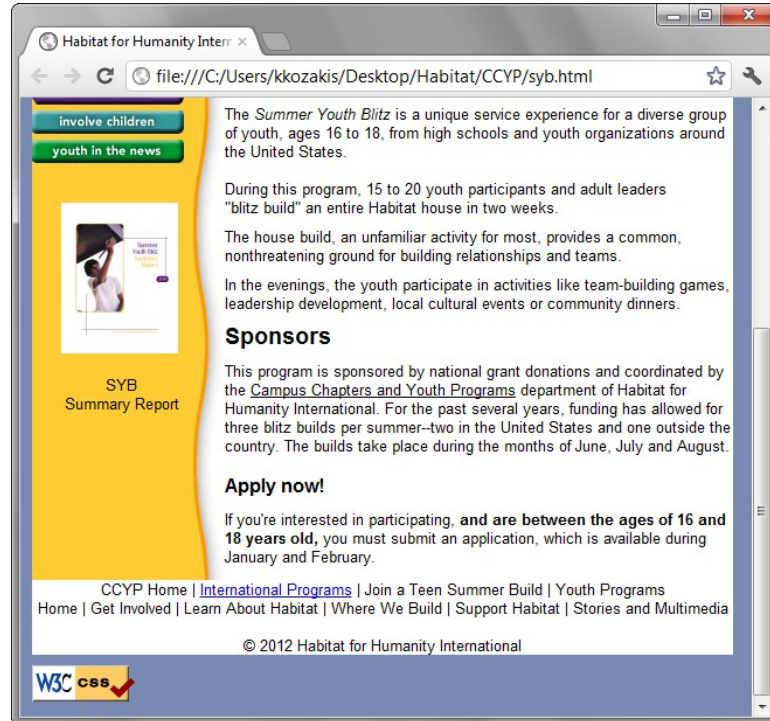 Habitat for Humanity Intern
file:///C:/Users/kkozakis/Desktop/Habitat/CCYP/syb.html
involve children
youth in the news
Summer
Youth Blitz
SYB
Summary Report
The Summer Youth Blitz is a unique service experience for a diverse group
of youth, ages 16 to 18, from high schools and youth organizations around
the United States.
During this program, 15 to 20 youth participants and adult leaders
"blitz build" an entire Habitat house in two weeks.
The house build, an unfamiliar activity for most, provides a common,
nonthreatening ground for building relationships and teams.
In the evenings, the youth participate in activities like team-building games,
leadership development, local cultural events or community dinners.
Sponsors
This program is sponsored by national grant donations and coordinated by
the Campus Chapters and Youth Programs department of Habitat for
Humanity International. For the past several years, funding has allowed for
three blitz builds per summer--two in the United States and one outside the
country. The builds take place during the months of June, July and August.
Apply now!
If you're interested in participating, and are between the ages of 16 and
18 years old, you must submit an application, which is available during
January and February.
CCYP Home | International Programs | Join a Teen Summer Build | Youth Programs
Home | Get Involved | Learn About Habitat | Where We Build | Support Habitat | Stories and Multimedia
© 2012 Habitat for Humanity International
W3C css